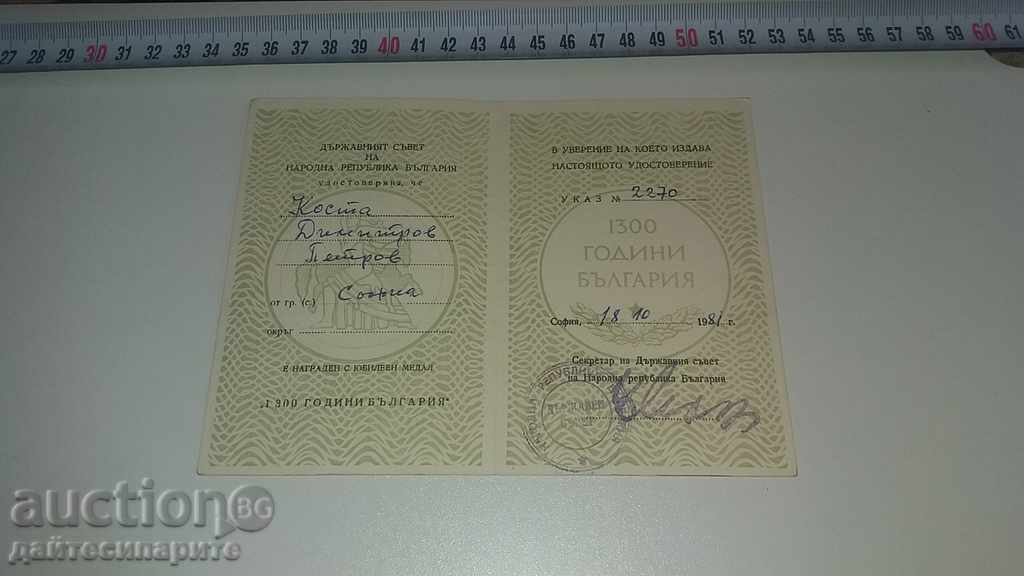 27 28 29 30 31 32 33 34 35 36 37 38 39 40 41 42 43 44 45 46 47 48 49 50 51 52 53 54 55 56 57 58 59 60 61
ДЪРЖАВНИЯТ СЪВЕТ
НА
НАРОДНА РЕПУБЛИКА БЪЛГАРИЯ
удостоверява, че
Коста
Димитров
Петров
от гр. (с.) София
окръг
Е НАГРАДЕН С ЮБИЛЕЕН МЕДАЛ
„1300 ГОДИНИ БЪЛГАРИЯ"
В УВЕРЕНИЕ НА КОЕТО ИЗДАВА
НАСТОЯЩОТО УДОСТОВЕРЕНИЕ
УКАЗ № 2270
1300
ГОДИНИ
БЪЛГАРИЯ
София, 18 10 1981 г.
Секретар на Държавния съвет
на Народна република България
НАРОДНА РЕПУБЛИКА
ДЪРЖАВЕН
СЪВЕТ
auction BG
дайтесипарите